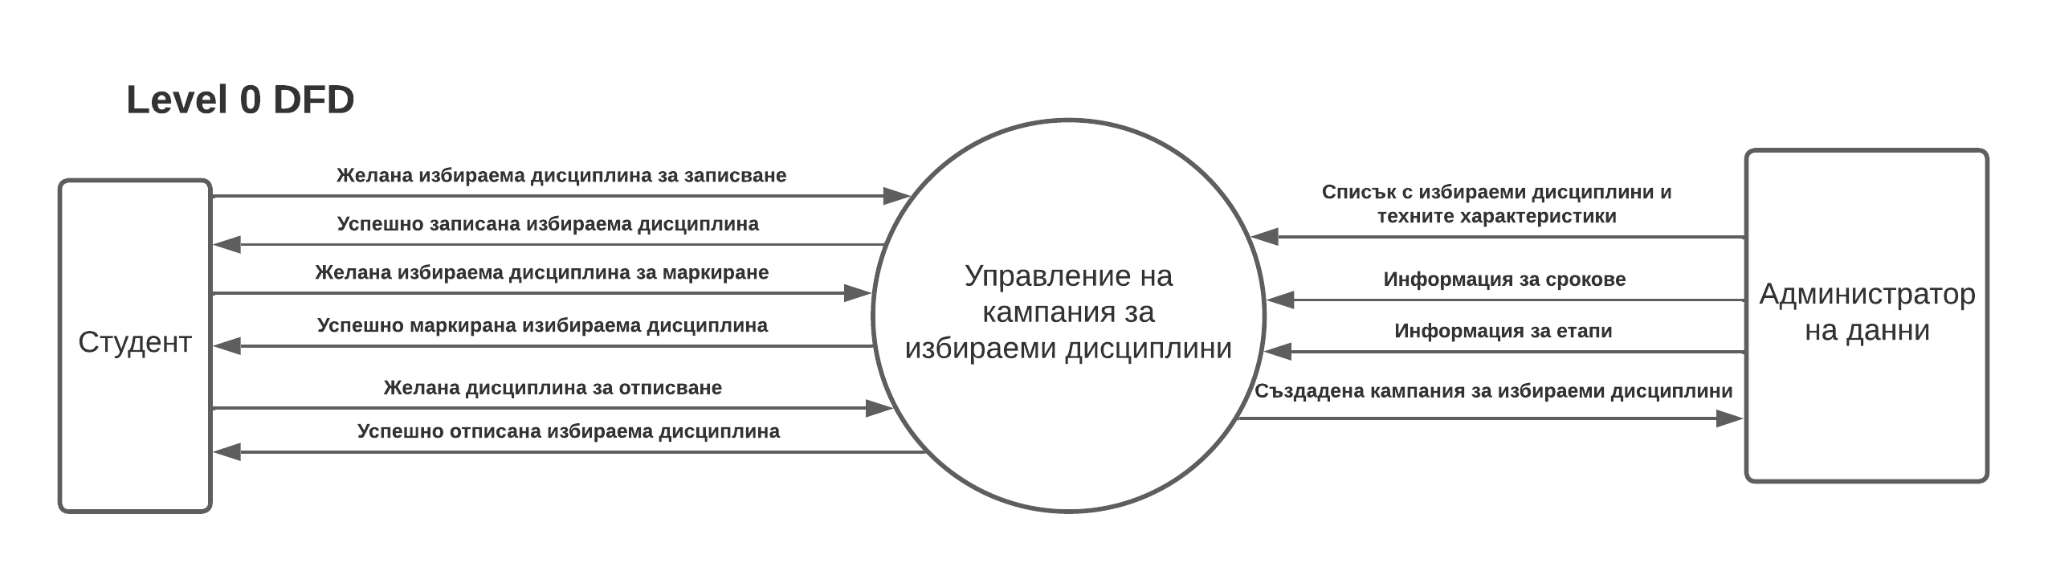 Level 0 DFD
Студент
Желана избираема дисциплина за записване
Успешно записана избираема дисциплина
Желана избираема дисциплина за маркиране
Успешно маркирана изибираема дисциплина
Желана дисциплина за отписване
Успешно отписана избираема дисциплина
Управление на
кампания за
избираеми дисциплини
Списък с избираеми дисциплини и
техните характеристики
Информация за срокове
Информация за етапи
Създадена кампания за избираеми дисциплини
Администратор
на данни